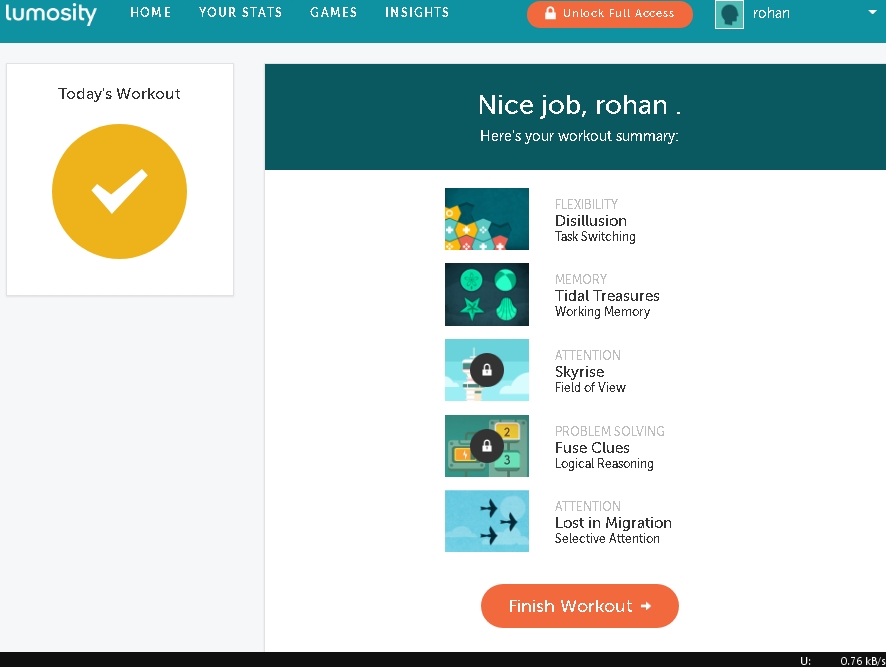 lumosity
HOME YOUR STATS GAMES INSIGHTS
Unlock Full Access
rohan
Today's Workout
Nice job, rohan .
Here's your workout summary:
FLEXIBILITY
Disillusion
Task Switching
MEMORY
Tidal Treasures
Working Memory
ATTENTION
Skyrise
Field of View
PROBLEM SOLVING
Fuse Clues
Logical Reasoning
2
3
ATTENTION
Lost in Migration
Selective Attention
Finish Workout
U: 0.76 kB/s